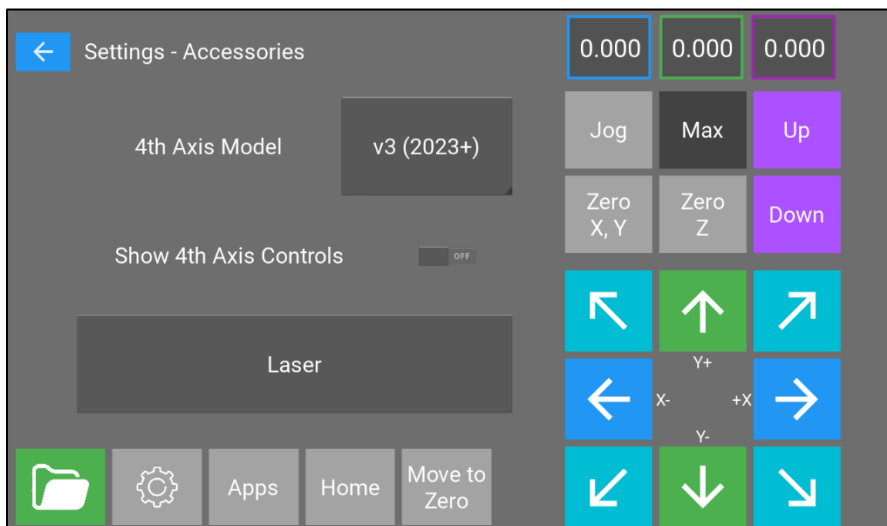 Settings - Accessories
0.000 0.000 0.000
4th Axis Model
v3 (2023+)
Jog Max Up
Zero
X, Y
Zero
Z
Down
Show 4th Axis Controls
OFF
Laser
Y+
X- +X
Y-
Apps
Home
Move to
Zero